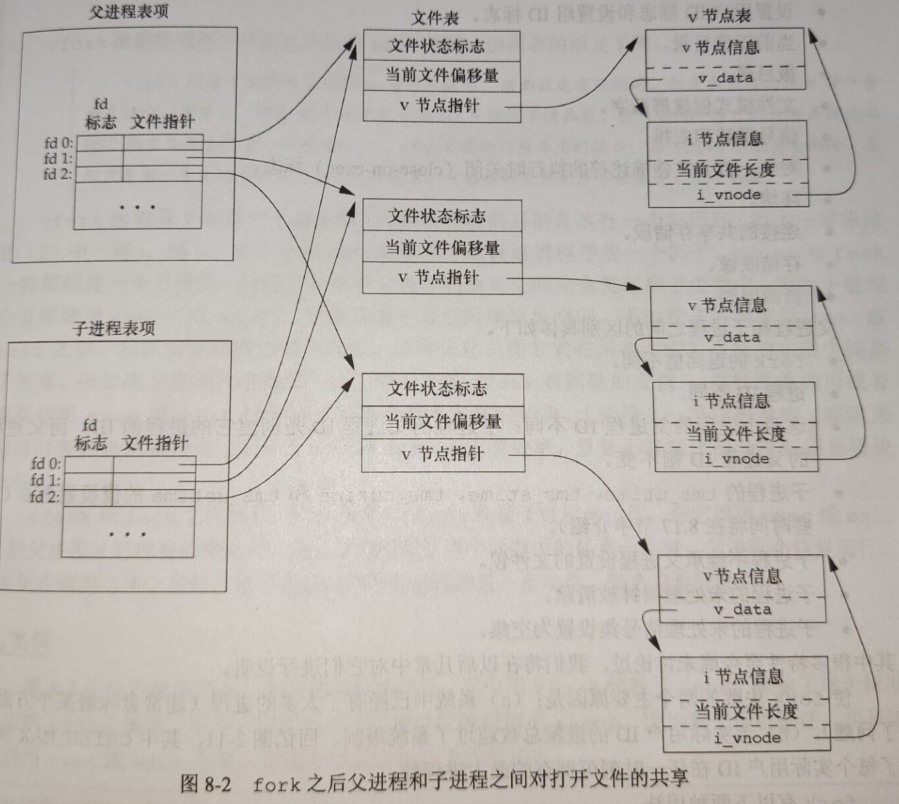 父进程表项
fd
标志 文件指针
fd 0:
fd 1:
fd 2:
...
子进程表项
fd
标志 文件指针
fd 0:
fd 1:
fd 2:
...
文件表
文件状态标志
当前文件偏移量
v 节点指针
文件状态标志
当前文件偏移量
v 节点指针
文件状态标志
当前文件偏移量
v 节点指针
v 节点表
v 节点信息
v_data
i 节点信息
当前文件长度
i_vnode
v 节点信息
v_data
i 节点信息
当前文件长度
i_vnode
v 节点信息
v_data
i 节点信息
当前文件长度
i_vnode
图 8-2 fork 之后父进程和子进程之间对打开文件的共享